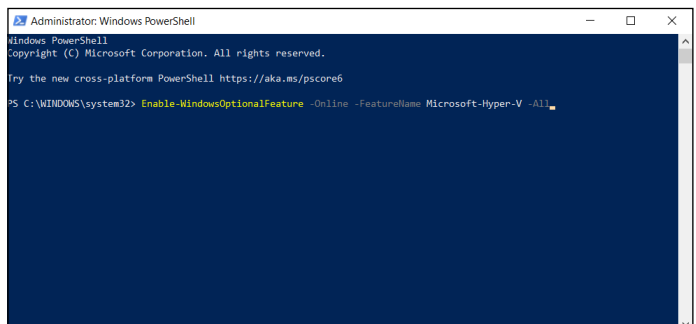 Administrator: Windows PowerShell
Windows PowerShell
Copyright (C) Microsoft Corporation. All rights reserved.
Try the new cross-platform PowerShell https://aka.ms/pscore6
PS C:\WINDOWS\system32> Enable-WindowsOptionalFeature -Online -FeatureName Microsoft-Hyper-V -All